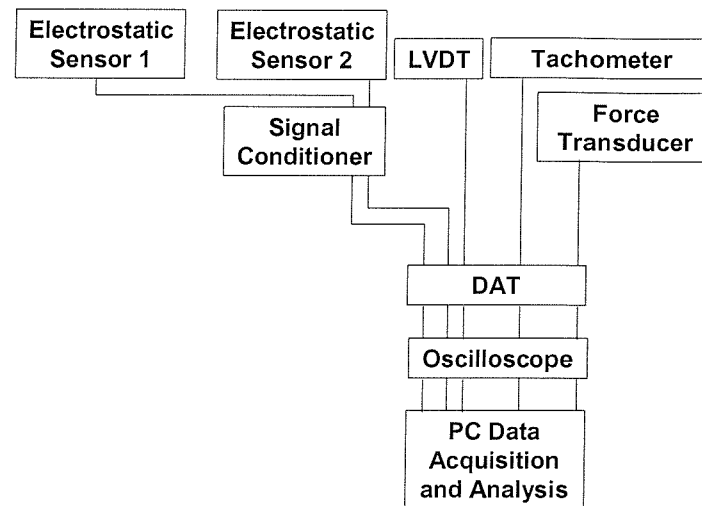 Electrostatic
Sensor 1
Electrostatic
Sensor 2
LVDT
Tachometer
Force
Transducer
Signal
Conditioner
DAT
Oscilloscope
PC Data
Acquisition
and Analysis